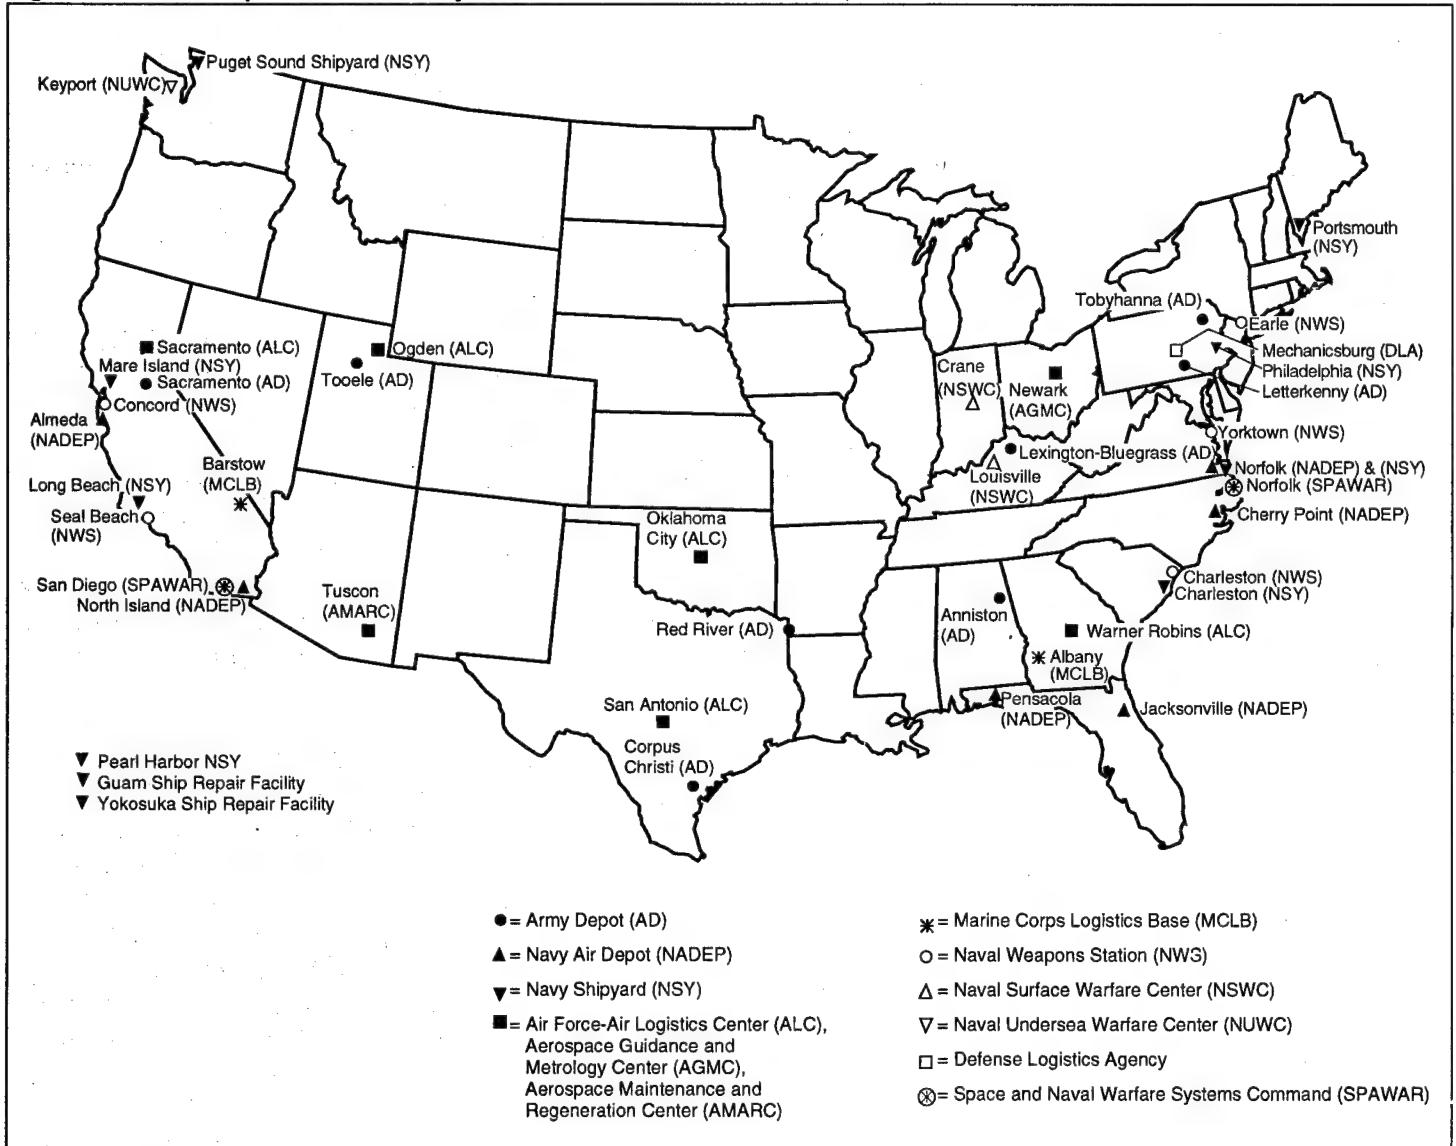 Puget Sound Shipyard (NSY)
Keyport (NUWC)
Portsmouth
(NSY)
Tobyhanna (AD)
Earle (NWS)
Mechanicsburg (DLA)
Philadelphia (NSY)
Letterkenny (AD)
Sacramento (ALC)
Mare Island (NSY)
Sacramento (AD)
Concord (NWS)
Almeda
(NADEP)
Ogden (ALC)
Tooele (AD)
Crane
(NSWC)
Newark
(AGMC)
Yorktown (NWS)
Lexington-Bluegrass (AD)
Louisville
(NSWC)
Norfolk (NADEP) & (NSY)
Norfolk (SPAWAR)
Cherry Point (NADEP)
Barstow
(MCLB)
Long Beach (NSY)
Seal Beach
(NWS)
San Diego (SPAWAR)
North Island (NADEP)
Tuscon
(AMARC)
Oklahoma
City (ALC)
Red River (AD)
Anniston
(AD)
Charleston (NWS)
Charleston (NSY)
Warner Robins (ALC)
Albany
(MCLB)
Pensacola
(NADEP)
Jacksonville (NADEP)
San Antonio (ALC)
Corpus
Christi (AD)
Pearl Harbor NSY
Guam Ship Repair Facility
Yokosuka Ship Repair Facility
= Army Depot (AD)
= Navy Air Depot (NADEP)
= Navy Shipyard (NSY)
= Air Force-Air Logistics Center (ALC),
Aerospace Guidance and
Metrology Center (AGMC),
Aerospace Maintenance and
Regeneration Center (AMARC)
= Marine Corps Logistics Base (MCLB)
= Naval Weapons Station (NWS)
= Naval Surface Warfare Center (NSWC)
= Naval Undersea Warfare Center (NUWC)
= Defense Logistics Agency
= Space and Naval Warfare Systems Command (SPAWAR)